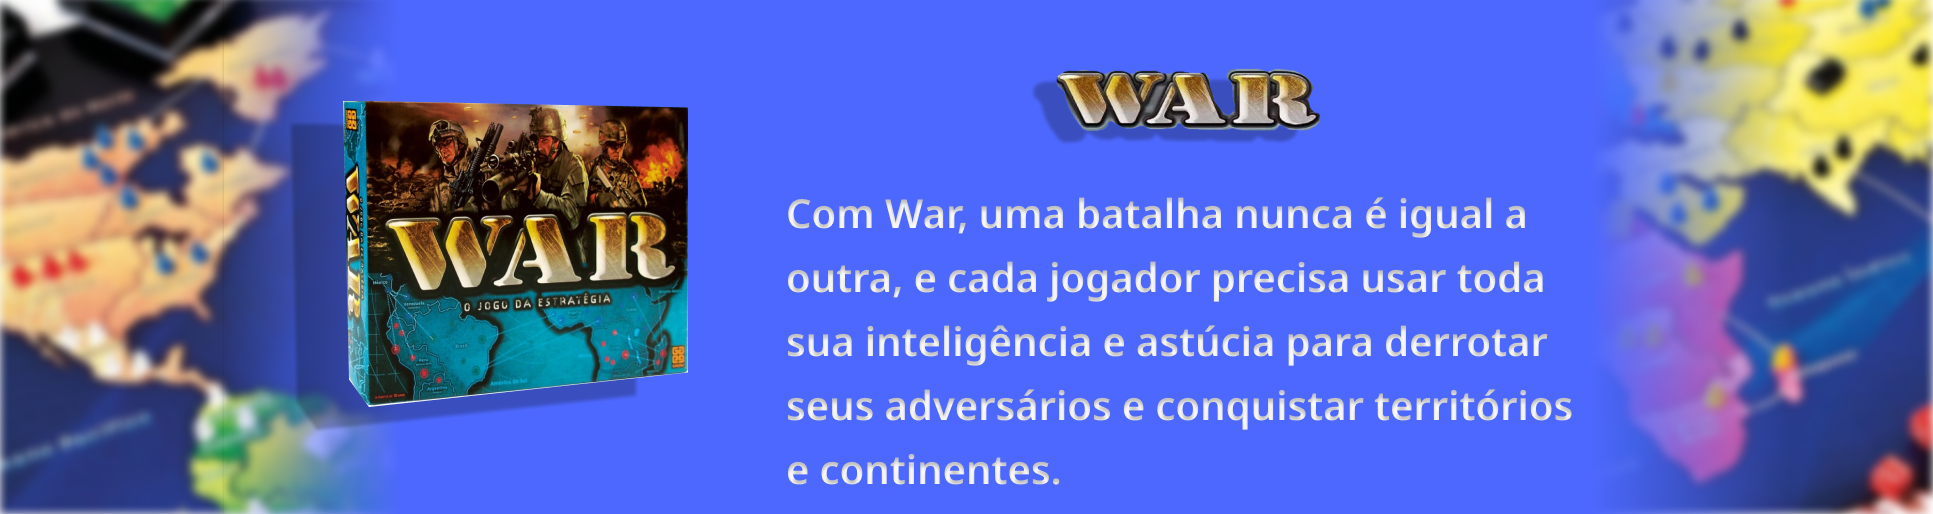 WAR
Com War, uma batalha nunca é igual a
outra, e cada jogador precisa usar toda
sua inteligência e astúcia para derrotar
seus adversários e conquistar territórios
e continentes.
WAR
WAR
O JOGO DA ESTRATÉGIA